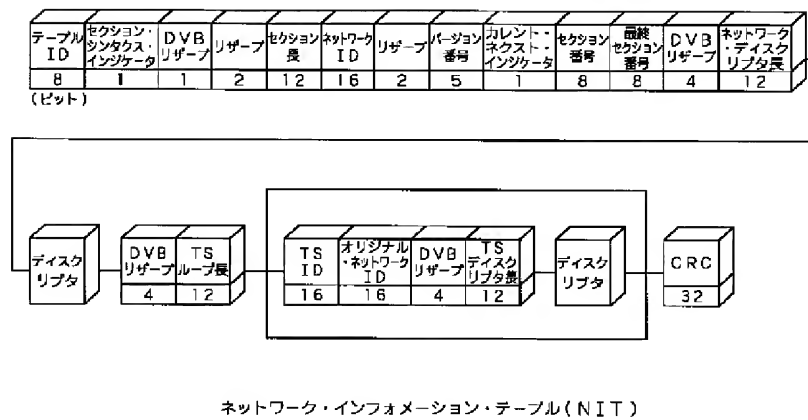 テーブル
ID
8
セクション・
シンタクス・
インジケータ
1
DVB
リザーブ
1
リザーブ
2
セクション
長
12
ネットワーク
ID
16
リザーブ
2
バージョン
番号
5
カレント・
ネクスト・
インジケータ
1
セクション
番号
8
最終
セクション
番号
8
DVB
リザーブ
4
ネットワーク
・ディスク
リプタ長
12
(ビット)
ディスク
リプタ
DVB
リザーブ
4
TS
ループ長
12
TS
ID
16
オリジナル
・ネットワーク
ID
16
DVB
リザーブ
4
TS
ディスク
リプタ長
12
ディスク
リプタ
CRC
32
ネットワーク・インフォメーション・テーブル(NIT)